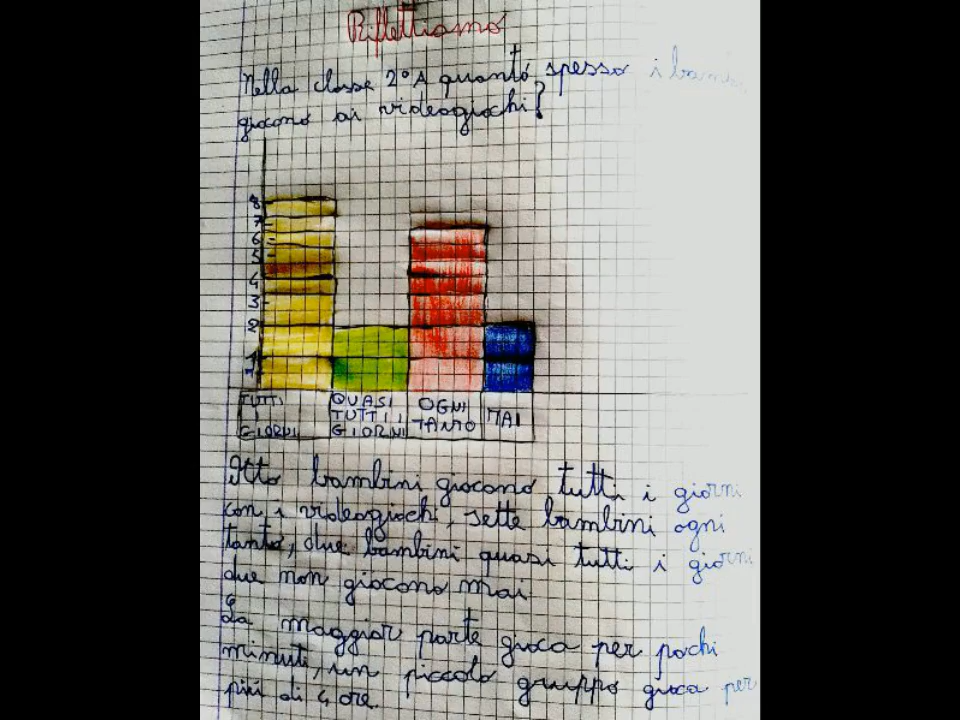 Riflettiamo
Nella classe 2°A quanto spesso i
giocano ai videogiochi?
8
7
6
5
4
3
2
1
TUTTI I GIORNI
QUASI TUTTI I GIORNI
OGNI TANTO
MAI
Otto bambini giocano tutti i giorni
con i videogiochi, sette bambini ogni
tanto, due bambini quasi tutti i giorni
due non giocano mai
La maggior parte gioca per pochi
minuti, un piccolo gruppo gioca per
più di 4 ore.